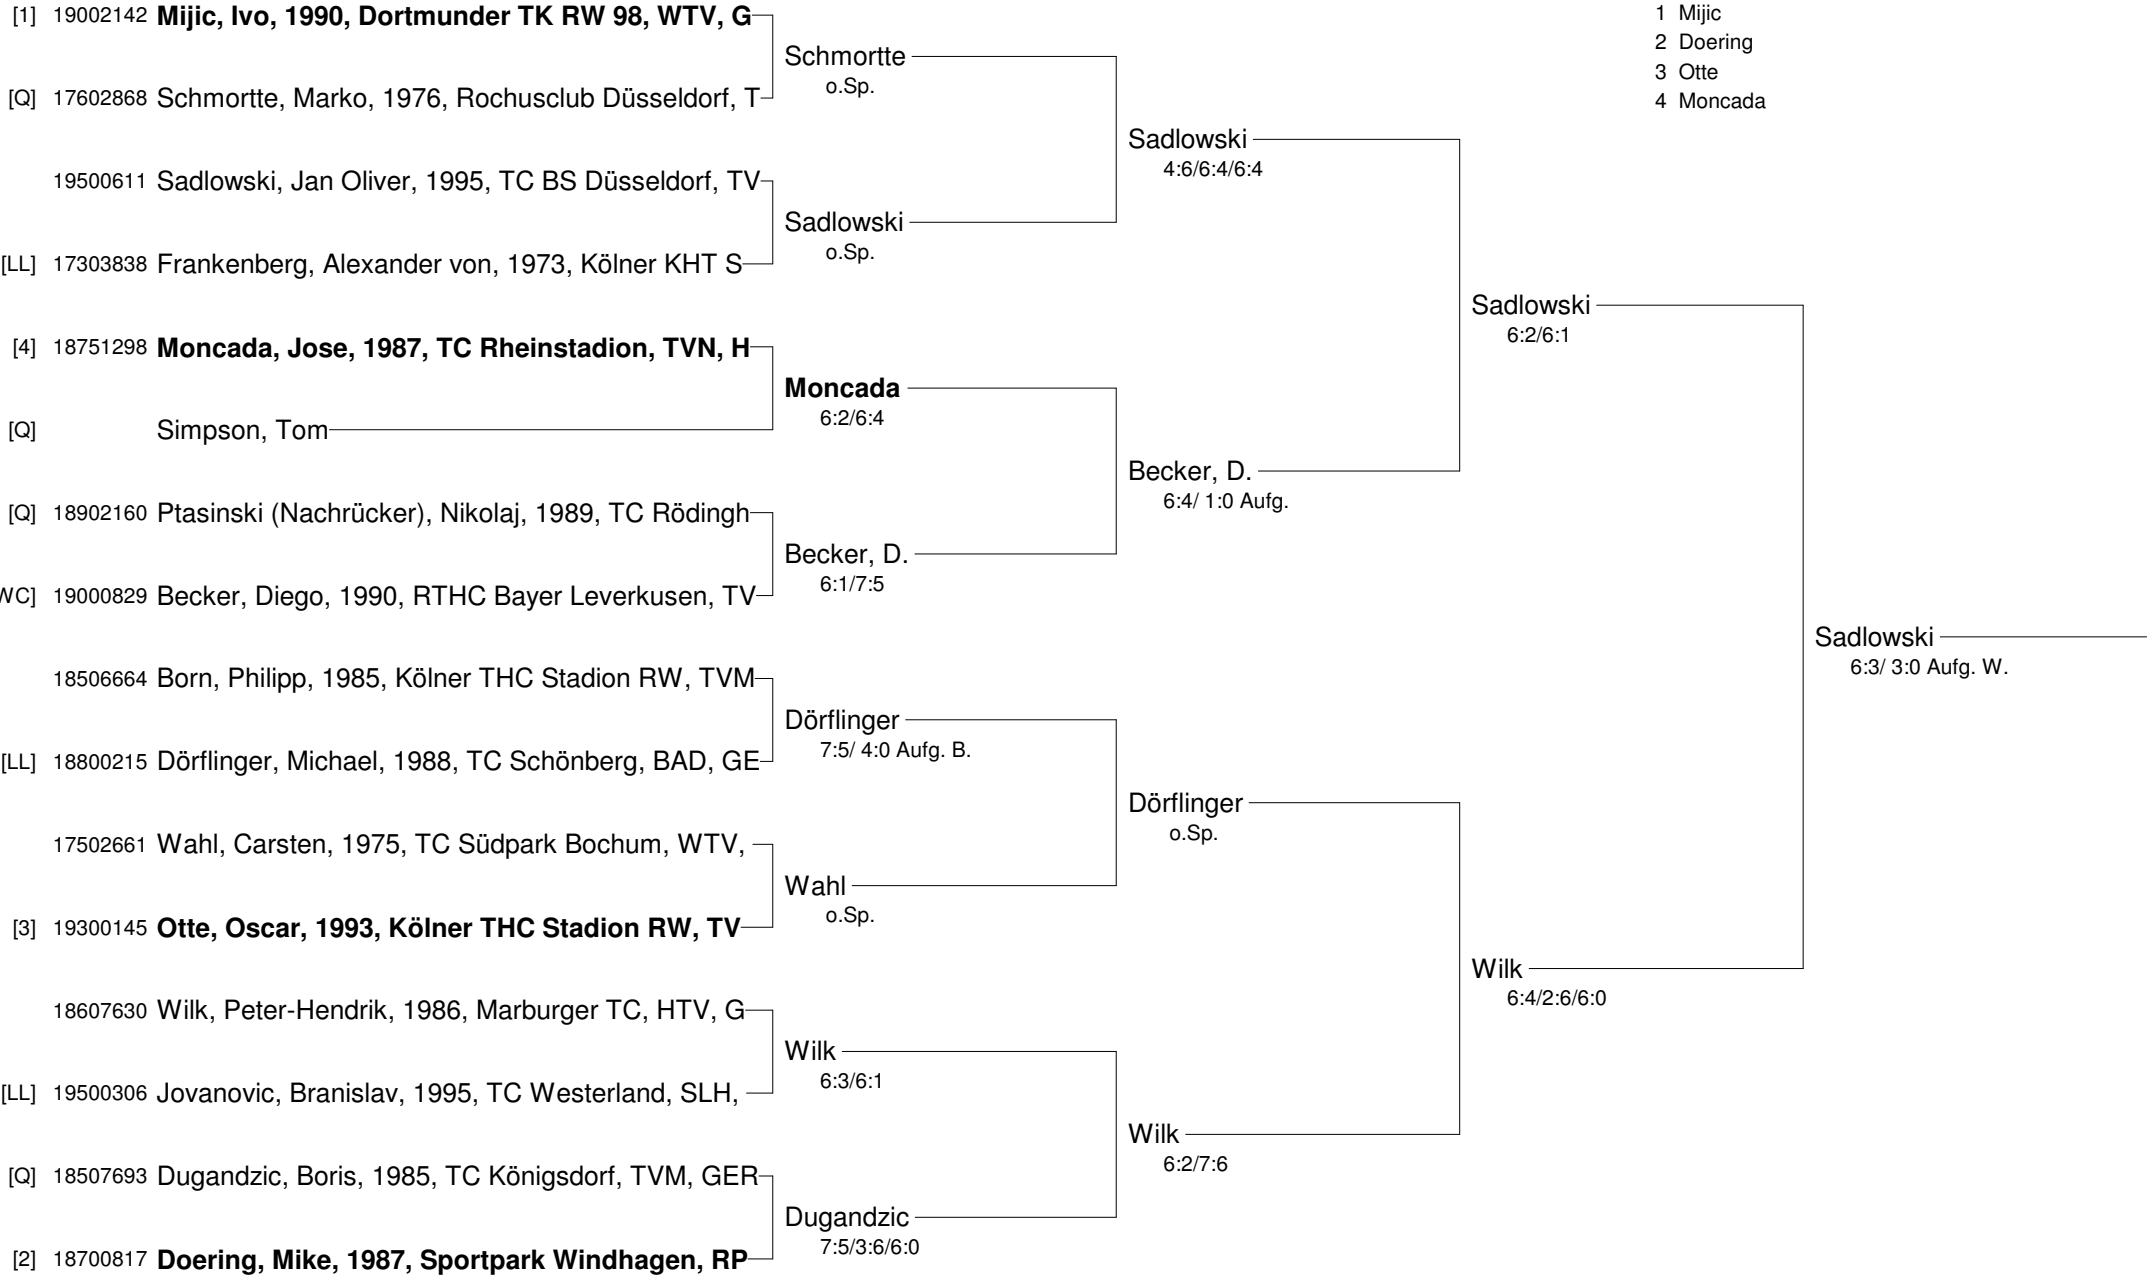 [1] 19002142 Mijic, Ivo, 1990, Dortmunder TK RW 98, WTV, G
1 Mijic
2 Doering
3 Otte
4 Moncada
Schmortte
o.Sp.
[Q] 17602868 Schmortte, Marko, 1976, Rochusclub Düsseldorf, T
Sadlowski
4:6/6:4/6:4
19500611 Sadlowski, Jan Oliver, 1995, TC BS Düsseldorf, TV
Sadlowski
o.Sp.
[LL] 17303838 Frankenberg, Alexander von, 1973, Kölner KHT S
Sadlowski
6:2/6:1
[4] 18751298 Moncada, Jose, 1987, TC Rheinstadion, TVN, H
Moncada
6:2/6:4
[Q] Simpson, Tom
Becker, D.
6:4/ 1:0 Aufg.
[Q] 18902160 Ptasinski (Nachrücker), Nikolaj, 1989, TC Rödingh
Becker, D.
6:1/7:5
WC] 19000829 Becker, Diego, 1990, RTHC Bayer Leverkusen, TV
Sadlowski
6:3/ 3:0 Aufg. W.
18506664 Born, Philipp, 1985, Kölner THC Stadion RW, TVM
Dörflinger
7:5/ 4:0 Aufg. B.
[LL] 18800215 Dörflinger, Michael, 1988, TC Schönberg, BAD, GE
Dörflinger
o.Sp.
17502661 Wahl, Carsten, 1975, TC Südpark Bochum, WTV,
Wahl
o.Sp.
[3] 19300145 Otte, Oscar, 1993, Kölner THC Stadion RW, TV
Wilk
6:4/2:6/6:0
18607630 Wilk, Peter-Hendrik, 1986, Marburger TC, HTV, G
Wilk
6:3/6:1
[LL] 19500306 Jovanovic, Branislav, 1995, TC Westerland, SLH,
Wilk
6:2/7:6
[Q] 18507693 Dugandzic, Boris, 1985, TC Königsdorf, TVM, GER
Dugandzic
7:5/3:6/6:0
[2] 18700817 Doering, Mike, 1987, Sportpark Windhagen, RP